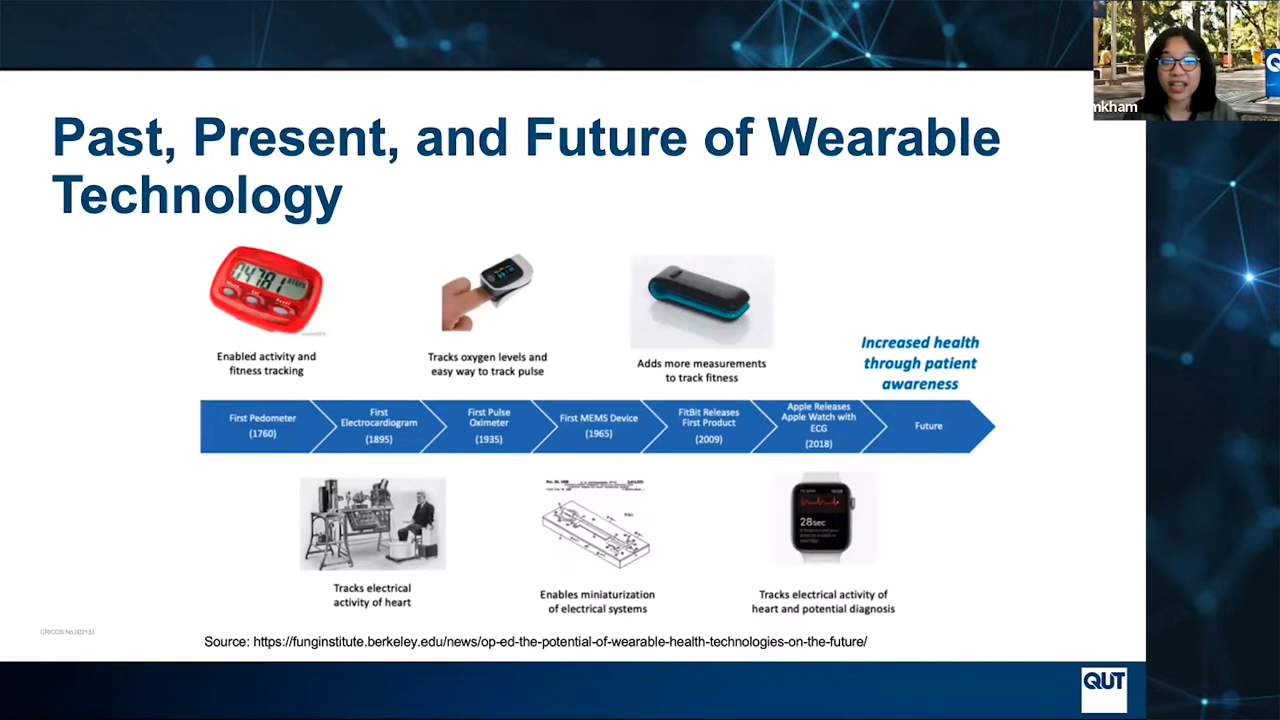 Past, Present, and Future of Wearable
Technology
mkham
Enabled activity and
fitness tracking
Tracks oxygen levels and
easy way to track pulse
Adds more measurements
to track fitness
Increased health
through patient
awareness
First Pedometer
(1760)
First
Electrocardiogram
(1895)
First Pulse
Oximeter
(1935)
First MEMS Device
(1965)
FitBit Releases
First Product
(2009)
Apple Releases
Apple Watch with
ECG
(2018)
Future
28sec
Tracks electrical
activity of heart
Enables miniaturization
of electrical systems
Tracks electrical activity of
heart and potential diagnosis
CRICOS No.00213J
Source: https://funginstitute.berkeley.edu/news/op-ed-the-potential-of-wearable-health-technologies-on-the-future/
QUT